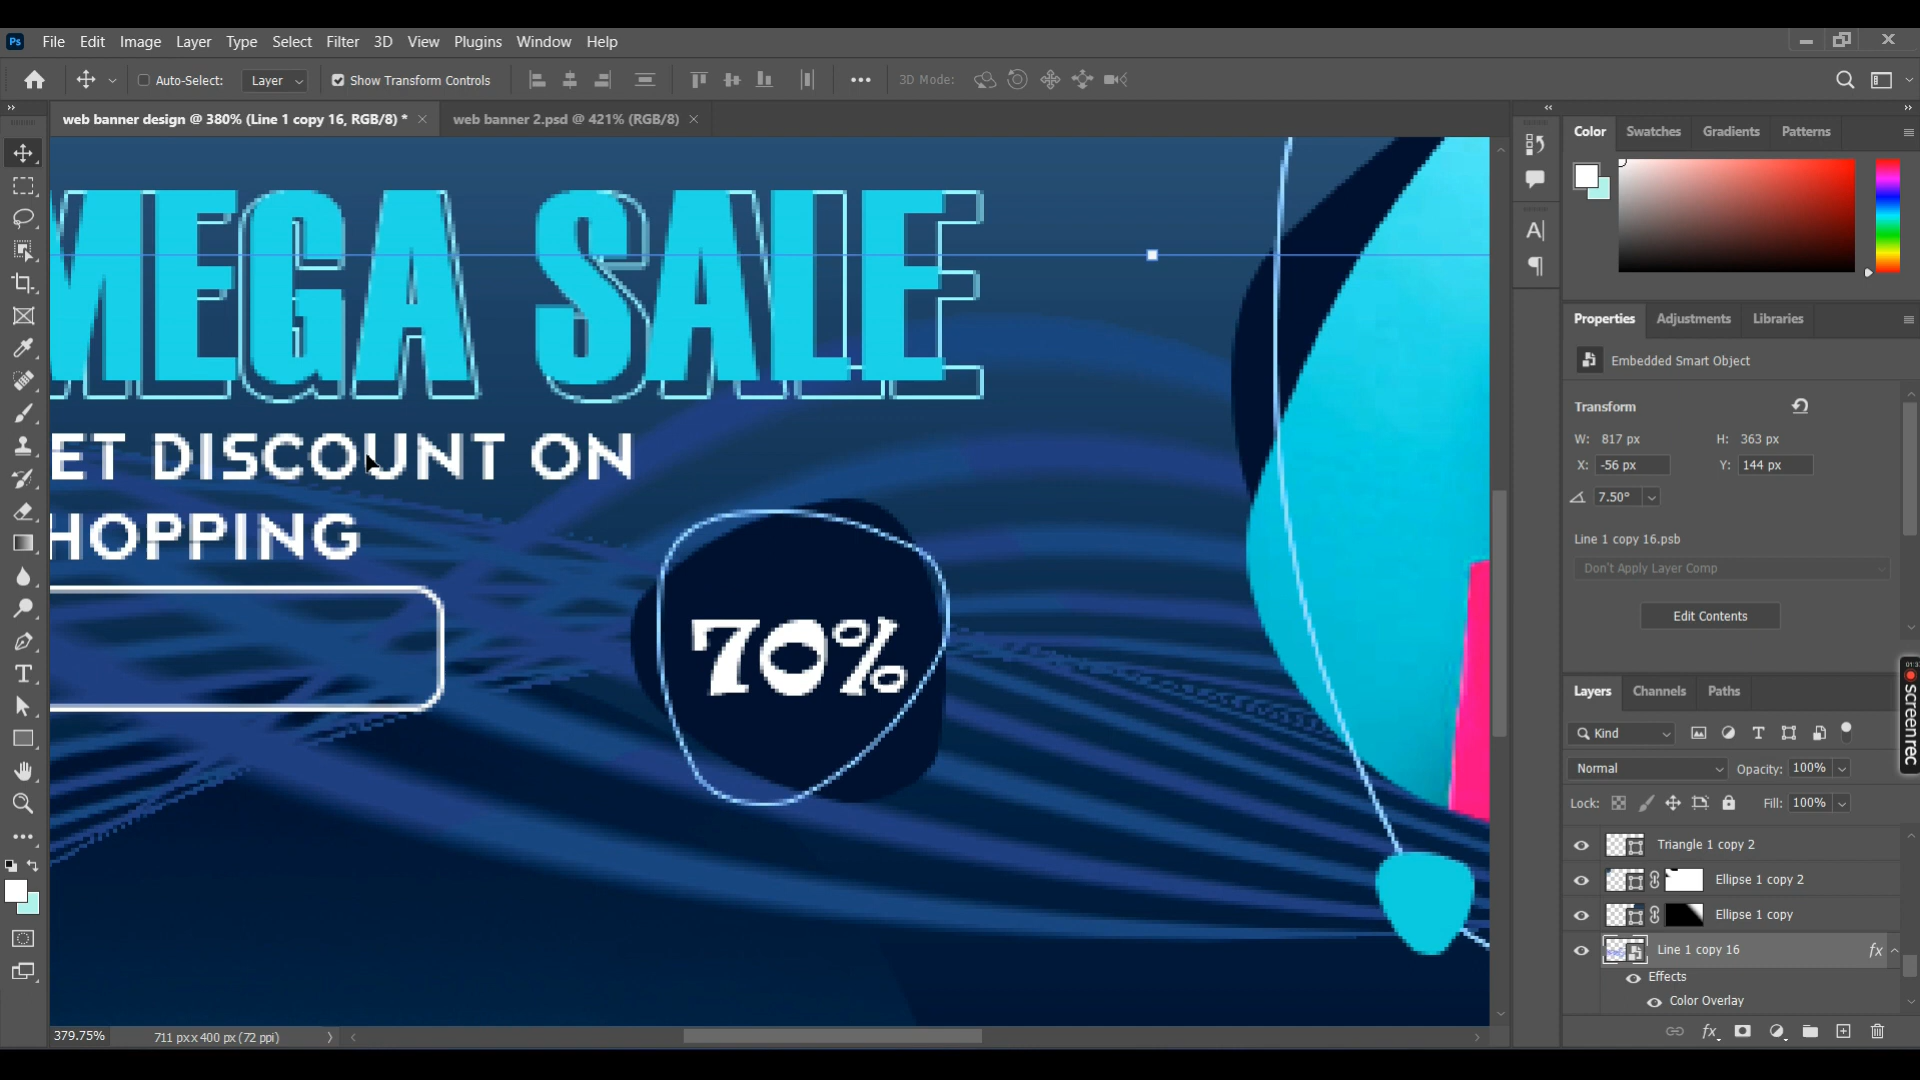 Ps File Edit Image Layer Type Select Filter 3D View Plugins Window Help
Auto-Select: Layer Show Transform Controls 3D Mode:
web banner design @ 380% (Line 1 copy 16, RGB/8) * web banner 2.psd @ 421% (RGB/8)
MEGA SALE
ET DISCOUNT ON
HOPPING
70%
379.75% 711 px x 400 px (72 ppi)
Color Swatches Gradients Patterns
Properties Adjustments Libraries
Embedded Smart Object
Transform
W: 817 px H: 363 px
X: -56 px Y: 144 px
7.50°
Line 1 copy 16.psb
Don't Apply Layer Comp
Edit Contents
Layers Channels Paths
Kind
Normal Opacity: 100%
Lock: Fill: 100%
Triangle 1 copy 2
Ellipse 1 copy 2
Ellipse 1 copy
Line 1 copy 16 fx
Effects
Color Overlay
fx
screenrec